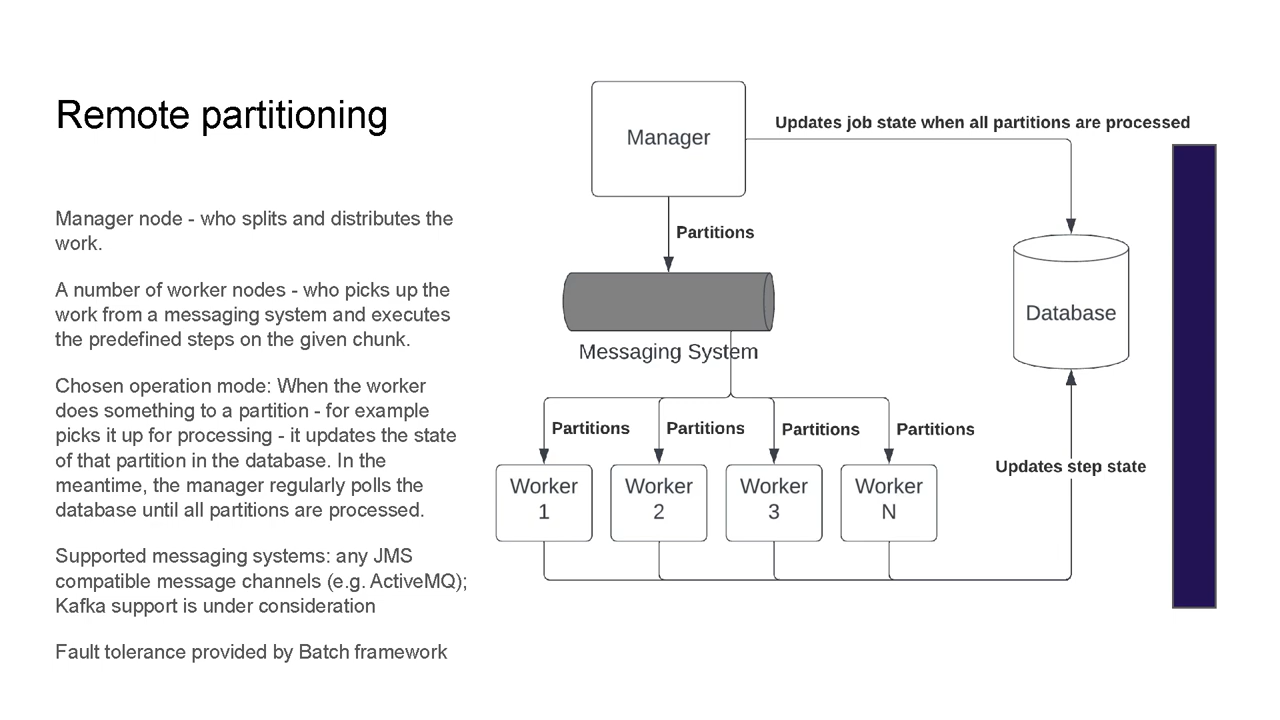 Remote partitioning
Manager node - who splits and distributes the
work.
A number of worker nodes - who picks up the
work from a messaging system and executes
the predefined steps on the given chunk.
Chosen operation mode: When the worker
does something to a partition - for example
picks it up for processing - it updates the state
of that partition in the database. In the
meantime, the manager regularly polls the
database until all partitions are processed.
Supported messaging systems: any JMS
compatible message channels (e.g. ActiveMQ);
Kafka support is under consideration
Fault tolerance provided by Batch framework
Manager
Updates job state when all partitions are processed
Partitions
Messaging System
Database
Partitions
Partitions
Partitions
Partitions
Worker
1
Worker
2
Worker
3
Worker
N
Updates step state